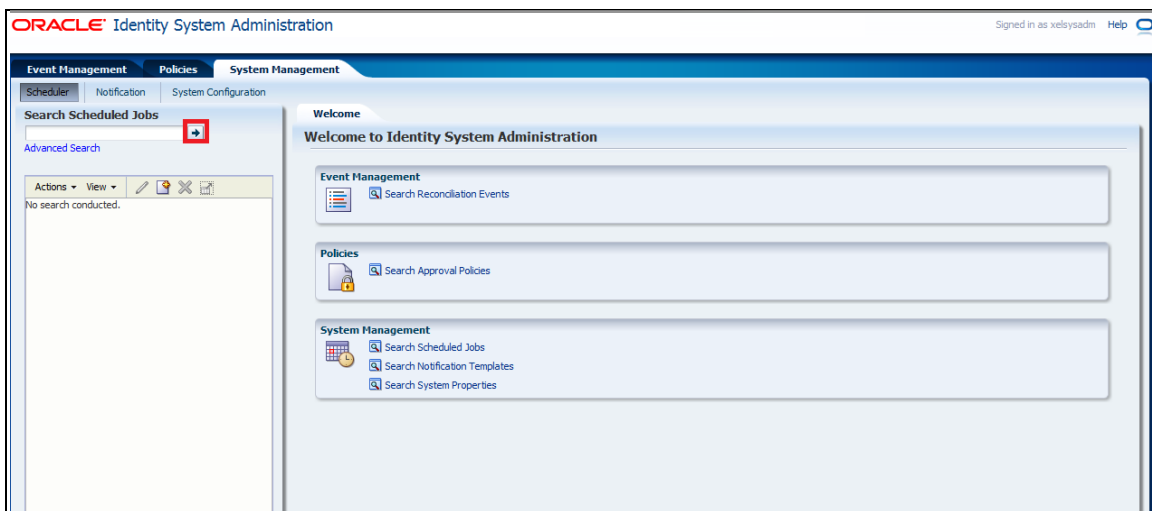 ORACLE Identity System Administration
Signed in as xelsysadm Help
Event Management Policies System Management
Scheduler Notification System Configuration
Search Scheduled Jobs
Advanced Search
Actions View
No search conducted.
Welcome
Welcome to Identity System Administration
Event Management
Search Reconciliation Events
Policies
Search Approval Policies
System Management
Search Scheduled Jobs
Search Notification Templates
Search System Properties